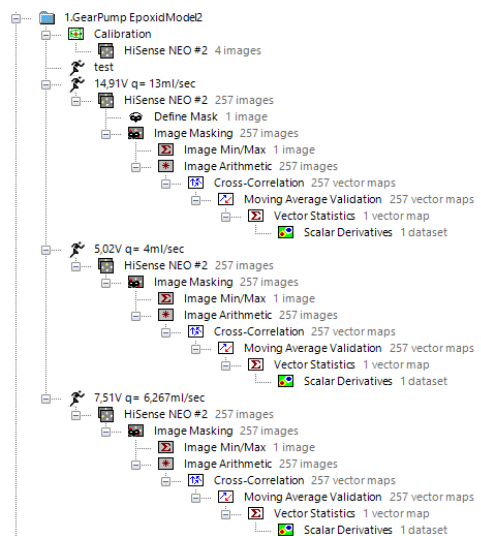 1.GearPump EpoxidModel2
Calibration
HiSense NEO #2 4 images
test
14,91V q= 13ml/sec
HiSense NEO #2 257 images
Define Mask 1 image
Image Masking 257 images
Image Min/Max 1 image
Image Arithmetic 257 images
Cross-Correlation 257 vector maps
Moving Average Validation 257 vector maps
Vector Statistics 1 vector map
Scalar Derivatives 1 dataset
5,02V q= 4ml/sec
HiSense NEO #2 257 images
Image Masking 257 images
Image Min/Max 1 image
Image Arithmetic 257 images
Cross-Correlation 257 vector maps
Moving Average Validation 257 vector maps
Vector Statistics 1 vector map
Scalar Derivatives 1 dataset
7,51V q= 6,267ml/sec
HiSense NEO #2 257 images
Image Masking 257 images
Image Min/Max 1 image
Image Arithmetic 257 images
Cross-Correlation 257 vector maps
Moving Average Validation 257 vector maps
Vector Statistics 1 vector map
Scalar Derivatives 1 dataset